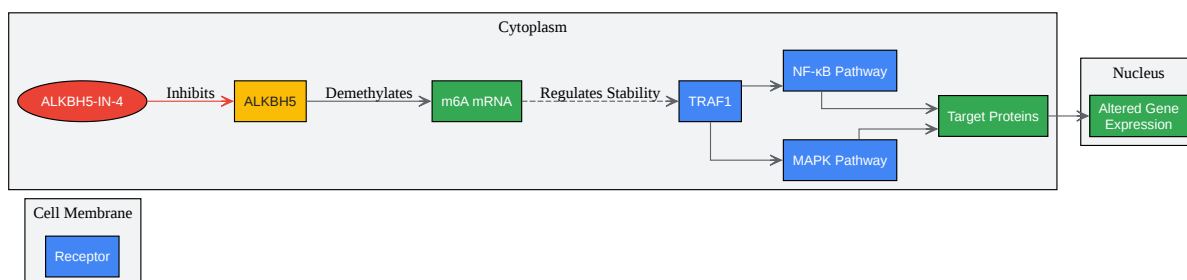 Cytoplasm
ALKBH5-IN-4
Inhibits
ALKBH5
Demethylates
m6A mRNA
Regulates Stability
TRAF1
NF-κB Pathway
MAPK Pathway
Target Proteins
Nucleus
Altered Gene
Expression
Cell Membrane
Receptor